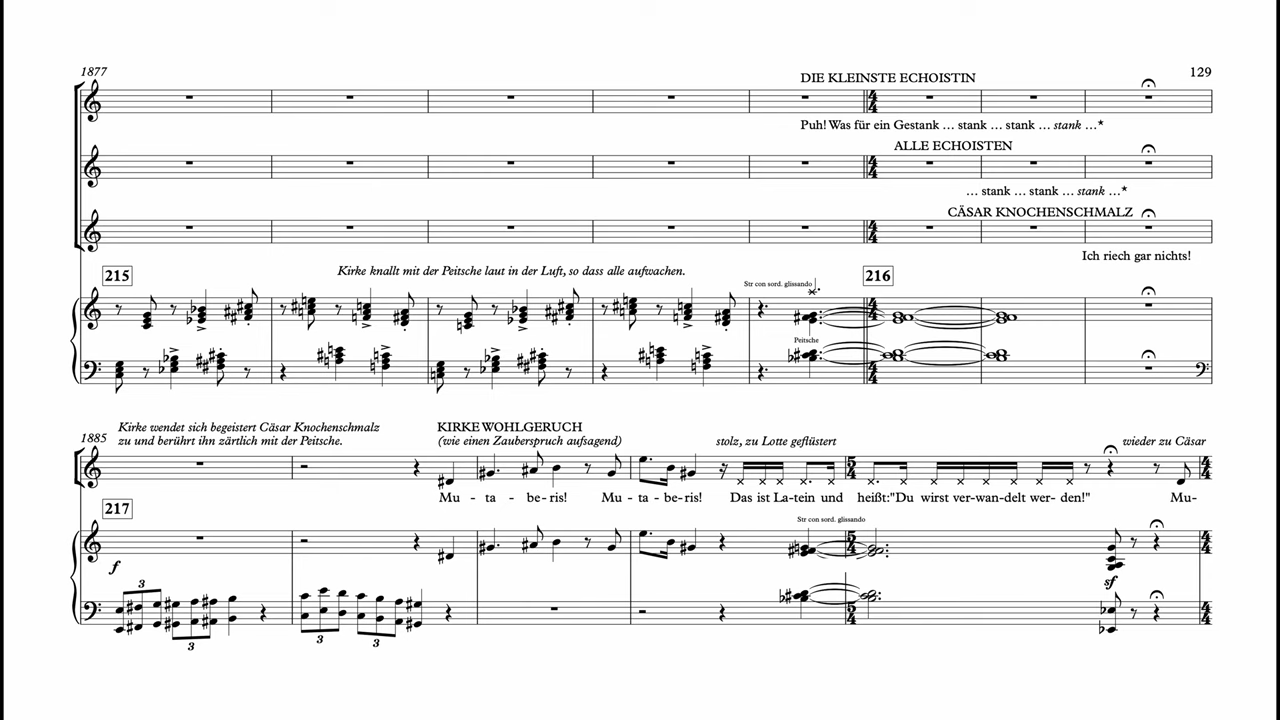 1877
129
DIE KLEINSTE ECHOISTIN
Puh! Was für ein Gestank ... stank ... stank ... stank ...*
ALLE ECHOISTEN
... stank ... stank ... stank ...*
CÄSAR KNOCHENSCHMALZ
Ich riech gar nichts!
215
Kirke knallt mit der Peitsche laut in der Luft, so dass alle aufwachen.
216
Str con sord. glissando
Peitsche
1885
Kirke wendet sich begeistert Cäsar Knochenschmalz
zu und berührt ihn zärtlich mit der Peitsche.
KIRKE WOHLGERUCH
(wie einen Zauberspruch aufsagend)
stolz, zu Lotte geflüstert
wieder zu Cäsar
Mu - ta - be-ris! Mu - ta - be-ris! Das ist La-tein und heißt:"Du wirst ver-wan-delt wer-den!" Mu-
217
Str con sord. glissando
f
sf
3
3
3
3